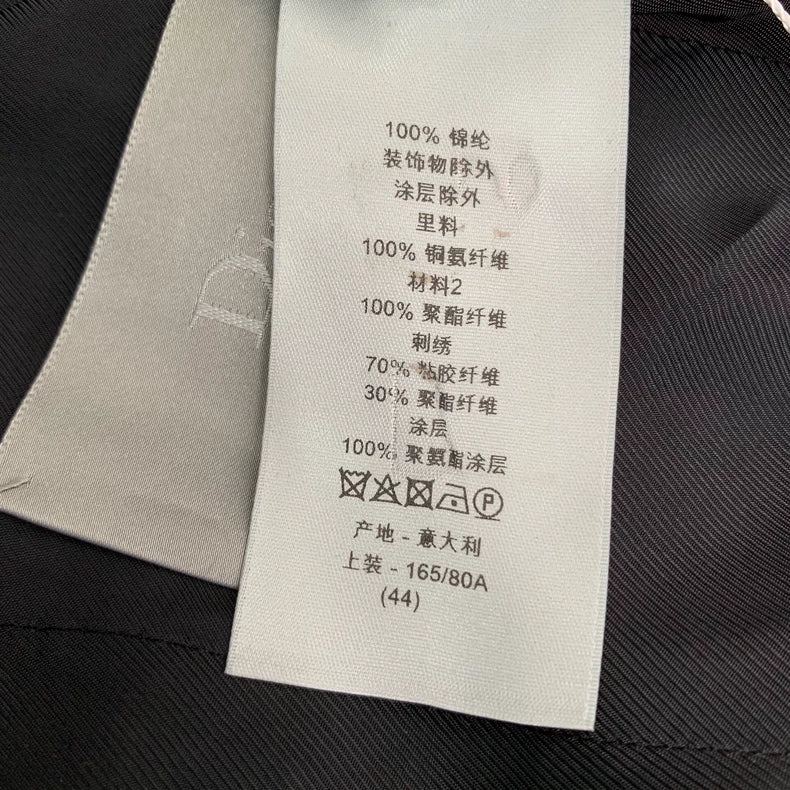 100% 锦纶
装饰物除外
涂层除外
里料
100% 铜氨纤维
材料2
100% 聚酯纤维
刺绣
70% 粘胶纤维
30% 聚酯纤维
涂层
100% 聚氨酯涂层
P
产地 - 意大利
上装 - 165/80A
(44)
Di